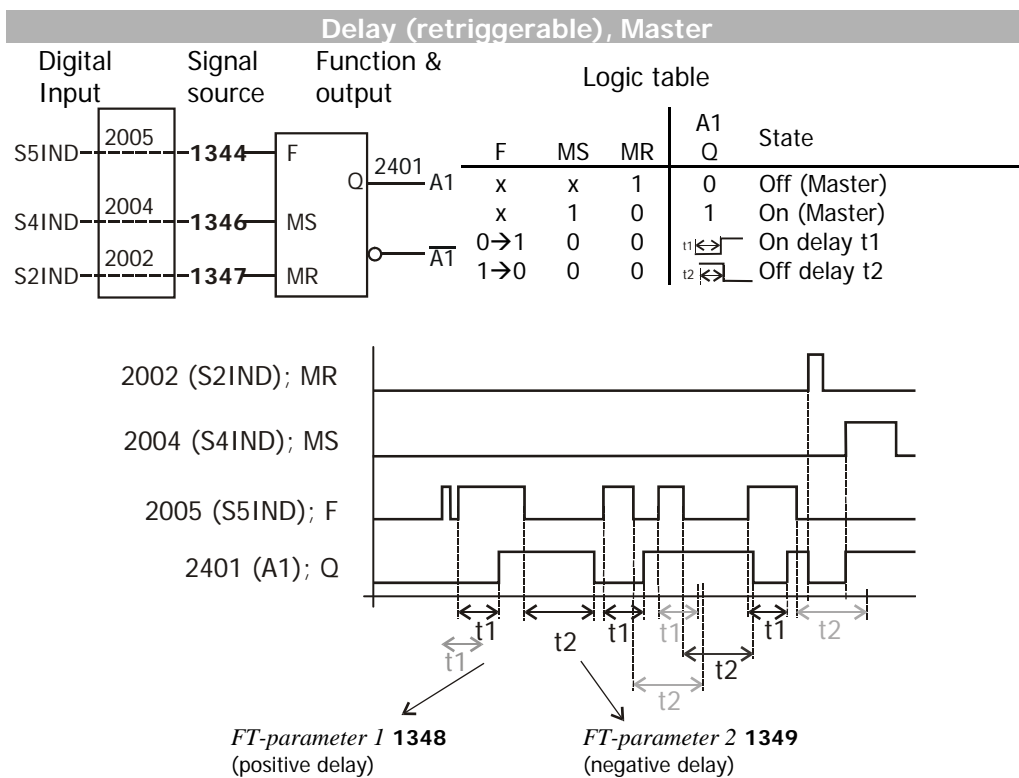 Delay (retriggerable), Master
Digital Input
Signal source
Function & output
Logic table
S5IND 2005 1344 F
Q 2401 A1
S4IND 2004 1346 MS
A1
S2IND 2002 1347 MR
F MS MR A1 Q State
x x 1 0 Off (Master)
x 1 0 1 On (Master)
0→1 0 0 t1 On delay t1
1→0 0 0 t2 Off delay t2
2002 (S2IND); MR
2004 (S4IND); MS
2005 (S5IND); F
2401 (A1); Q
t1 t2 t1 t1 t1 t2
t1 t2
t2
FT-parameter 1 1348
(positive delay)
FT-parameter 2 1349
(negative delay)